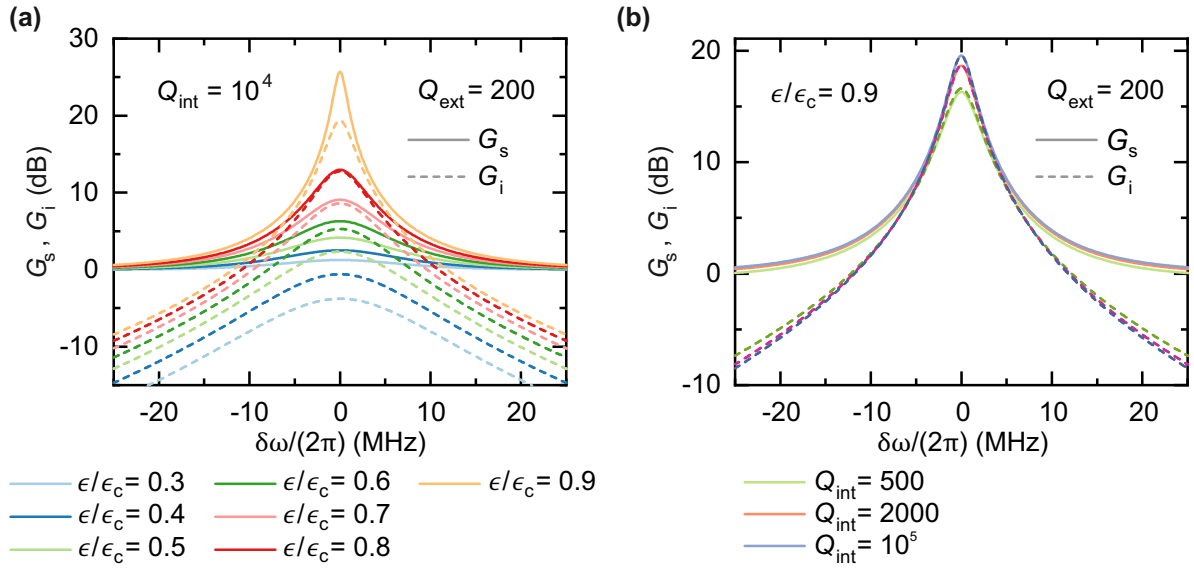 (a)
30
20
10
0
-10
G_s , G_i (dB)
Q_int = 10^4
Q_ext = 200
G_s
G_i
-20 -10 0 10 20
δω/(2π) (MHz)
ϵ/ϵ_c = 0.3 ϵ/ϵ_c = 0.6 ϵ/ϵ_c = 0.9
ϵ/ϵ_c = 0.4 ϵ/ϵ_c = 0.7
ϵ/ϵ_c = 0.5 ϵ/ϵ_c = 0.8
(b)
20
10
0
-10
G_s , G_i (dB)
ϵ/ϵ_c = 0.9
Q_ext = 200
G_s
G_i
-20 -10 0 10 20
δω/(2π) (MHz)
Q_int = 500
Q_int = 2000
Q_int = 10^5